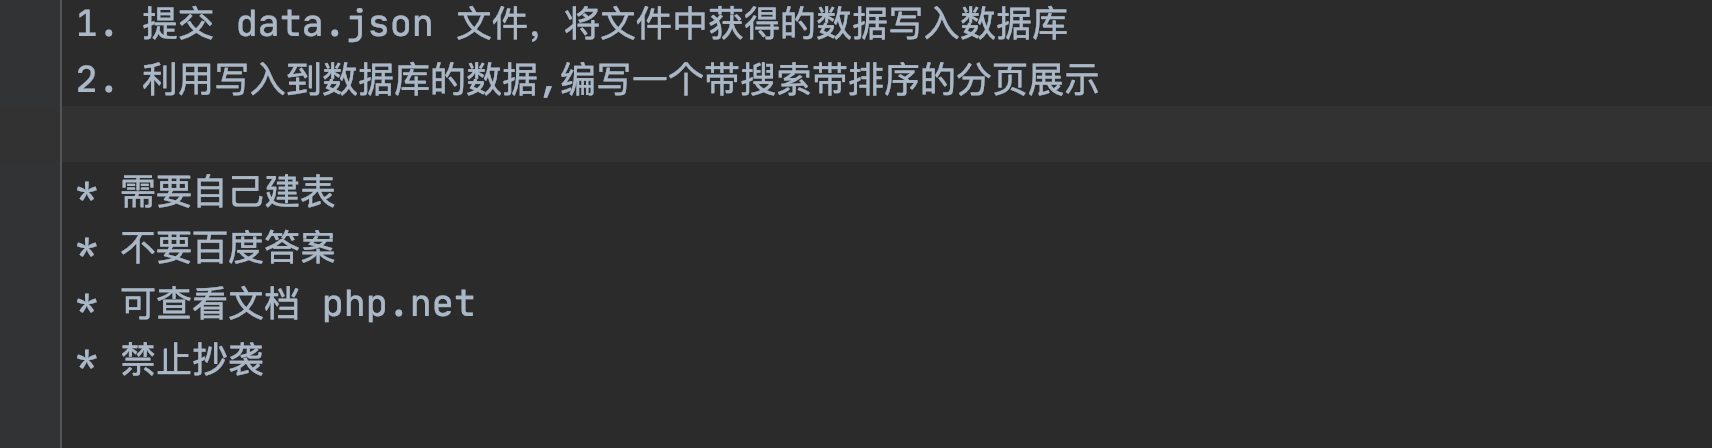 1. 提交 data.json 文件，将文件中获得的数据写入数据库
2. 利用写入到数据库的数据,编写一个带搜索带排序的分页展示
* 需要自己建表
* 不要百度答案
* 可查看文档 php.net
* 禁止抄袭